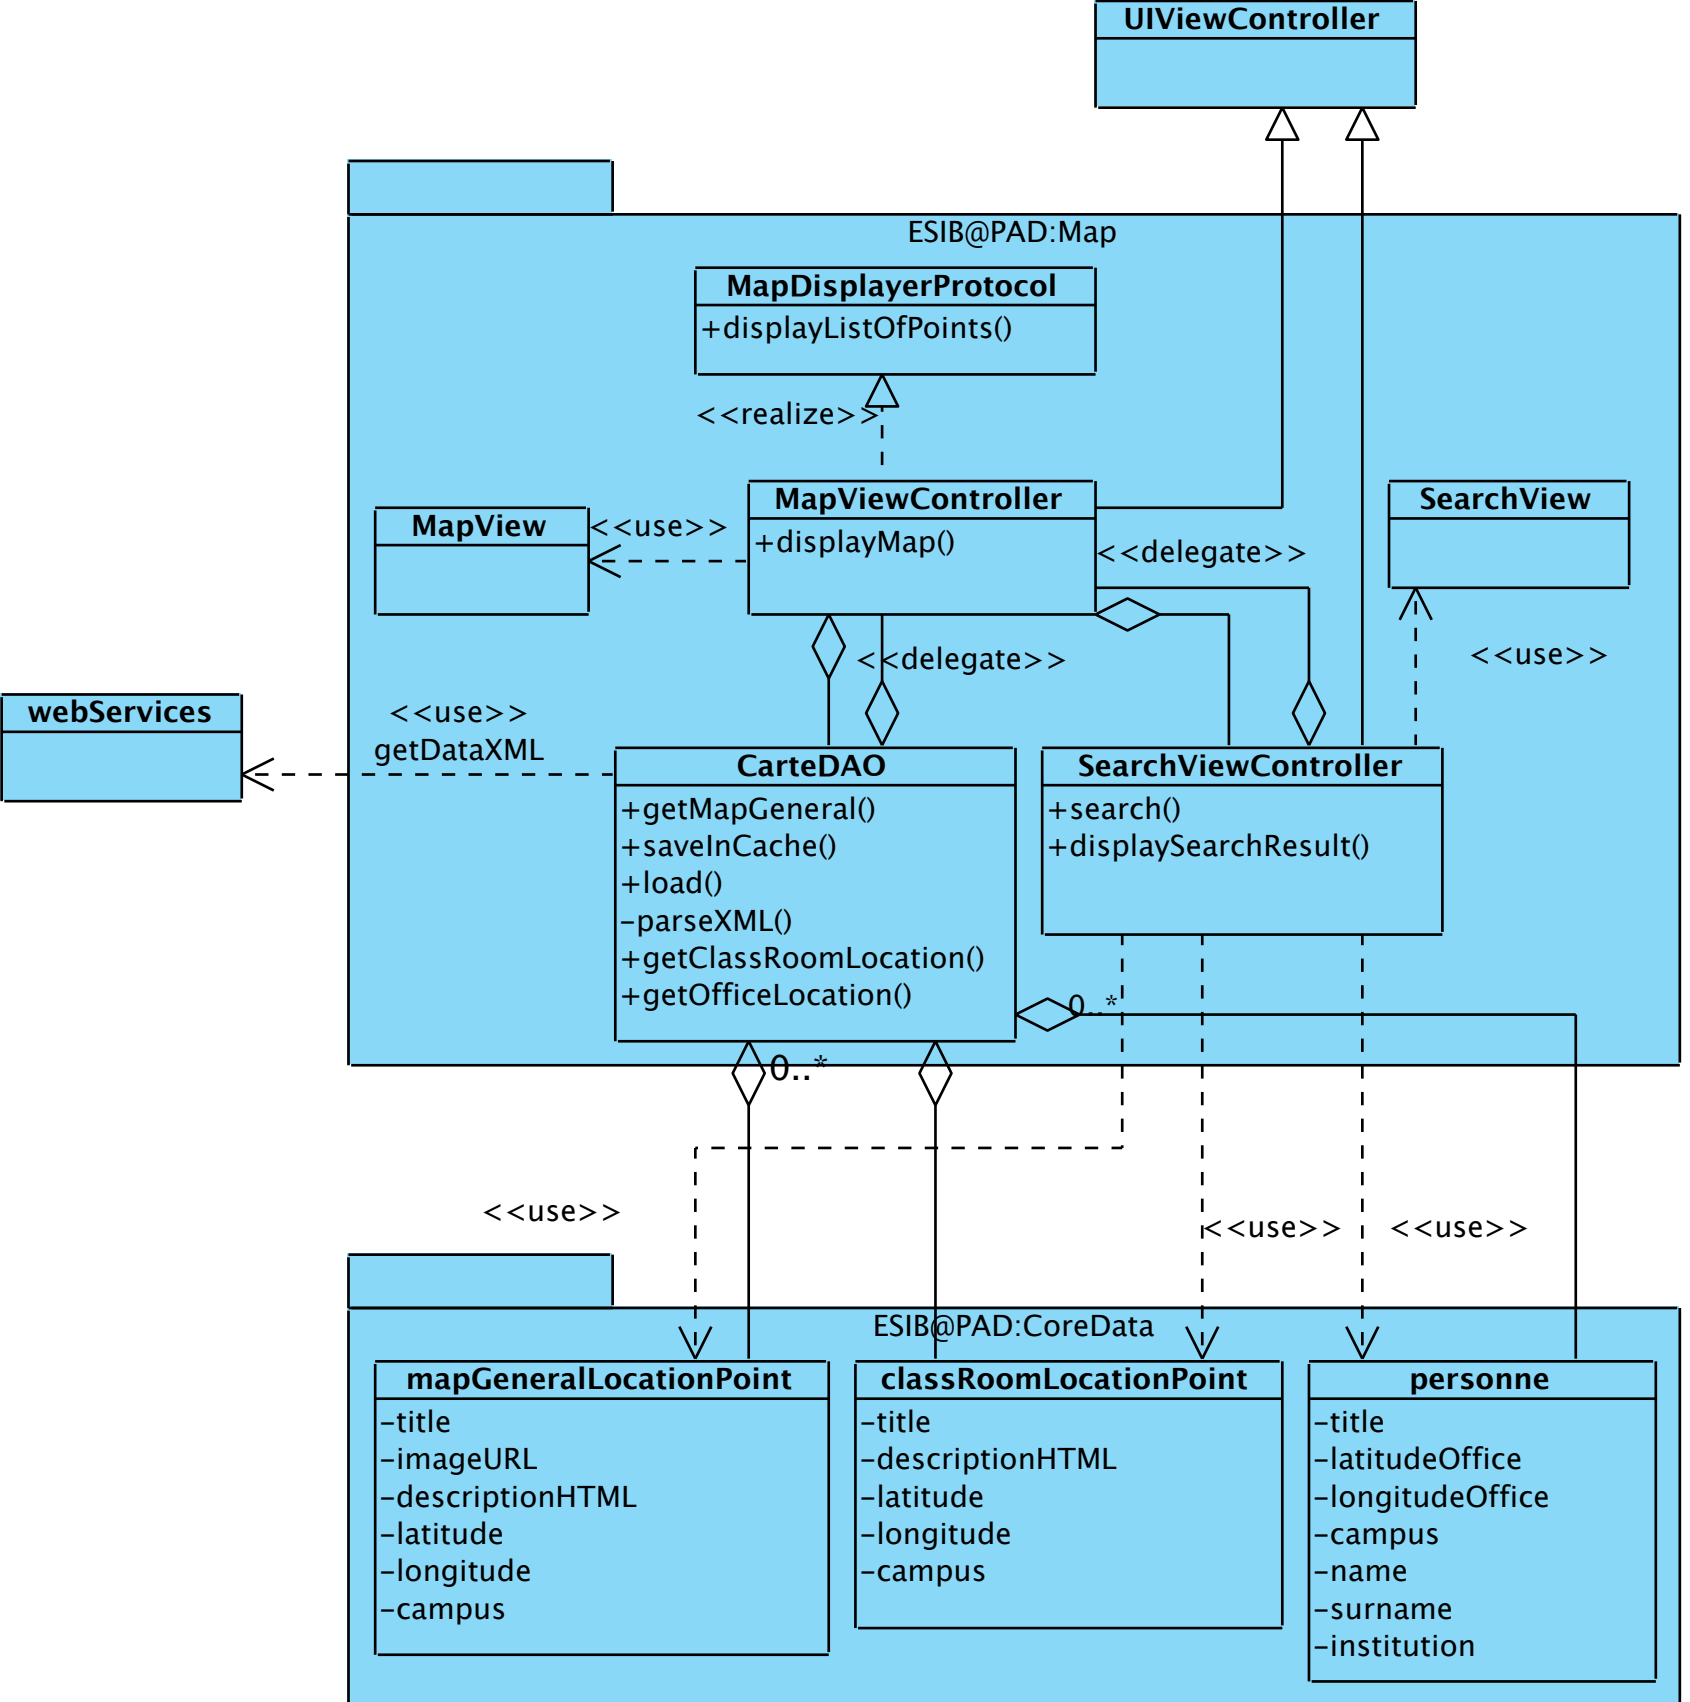 UIViewController
ESIB@PAD:Map
MapDisplayerProtocol
+displayListOfPoints()
<<realize>>
MapViewController
+displayMap()
SearchView
MapView
<<use>>
<<delegate>>
<<delegate>>
<<use>>
webServices
<<use>>
getDataXML
CarteDAO
+getMapGeneral()
+saveInCache()
+load()
-parseXML()
+getClassRoomLocation()
+getOfficeLocation()
SearchViewController
+search()
+displaySearchResult()
0..*
0..*
<<use>>
<<use>>
<<use>>
ESIB@PAD:CoreData
mapGeneralLocationPoint
-title
-imageURL
-descriptionHTML
-latitude
-longitude
-campus
classRoomLocationPoint
-title
-descriptionHTML
-latitude
-longitude
-campus
personne
-title
-latitudeOffice
-longitudeOffice
-campus
-name
-surname
-institution